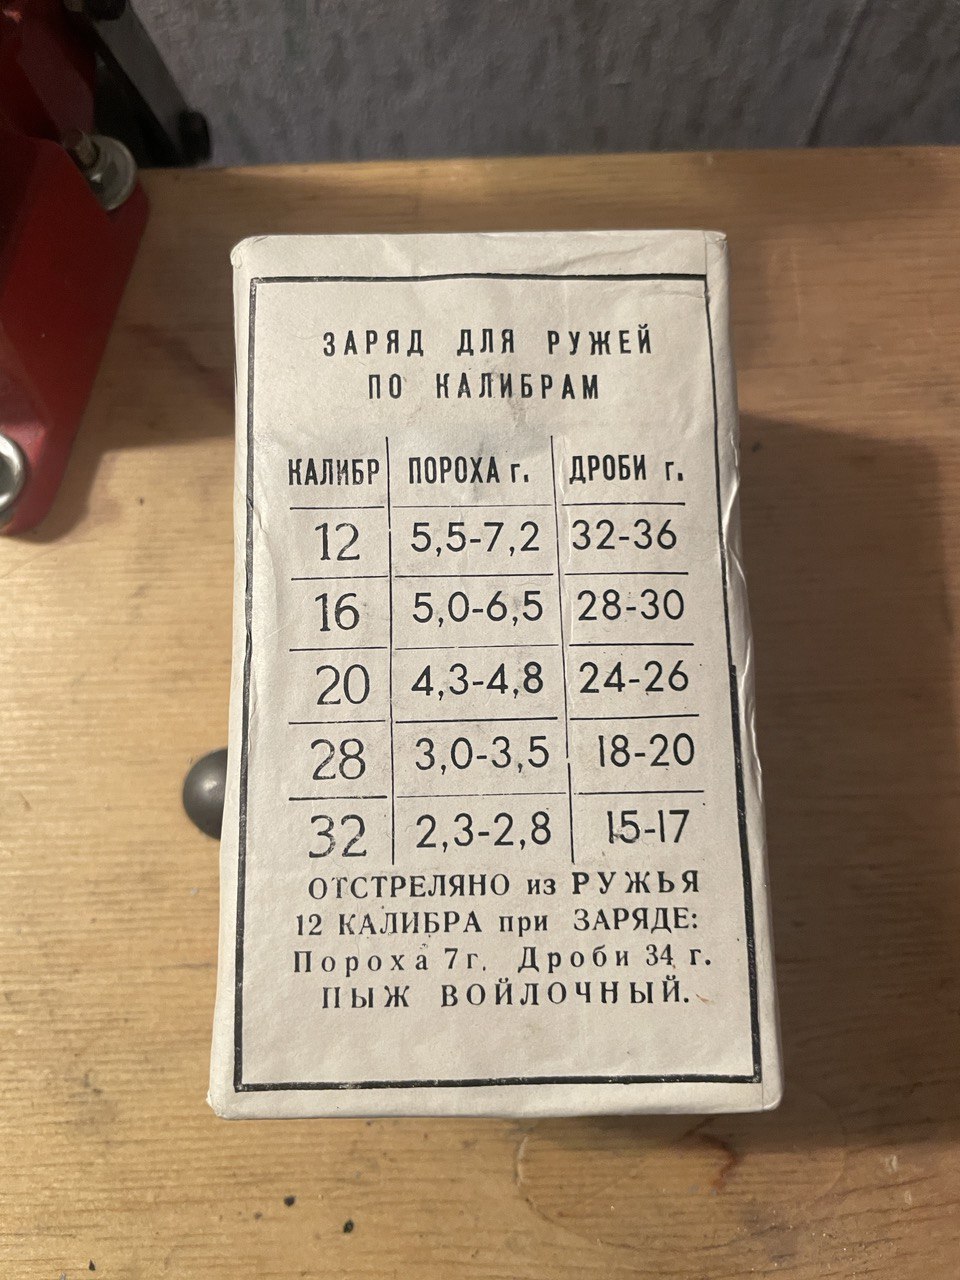 ЗАРЯД ДЛЯ РУЖЕЙ
ПО КАЛИБРАМ
КАЛИБР ПОРОХА г. ДРОБИ г.
12 5,5-7,2 32-36
16 5,0-6,5 28-30
20 4,3-4,8 24-26
28 3,0-3,5 18-20
32 2,3-2,8 15-17
ОТСТРЕЛЯНО из РУЖЬЯ
12 КАЛИБРА при ЗАРЯДЕ:
Пороха 7г. Дроби 34 г.
ПЫЖ ВОЙЛОЧНЫЙ.